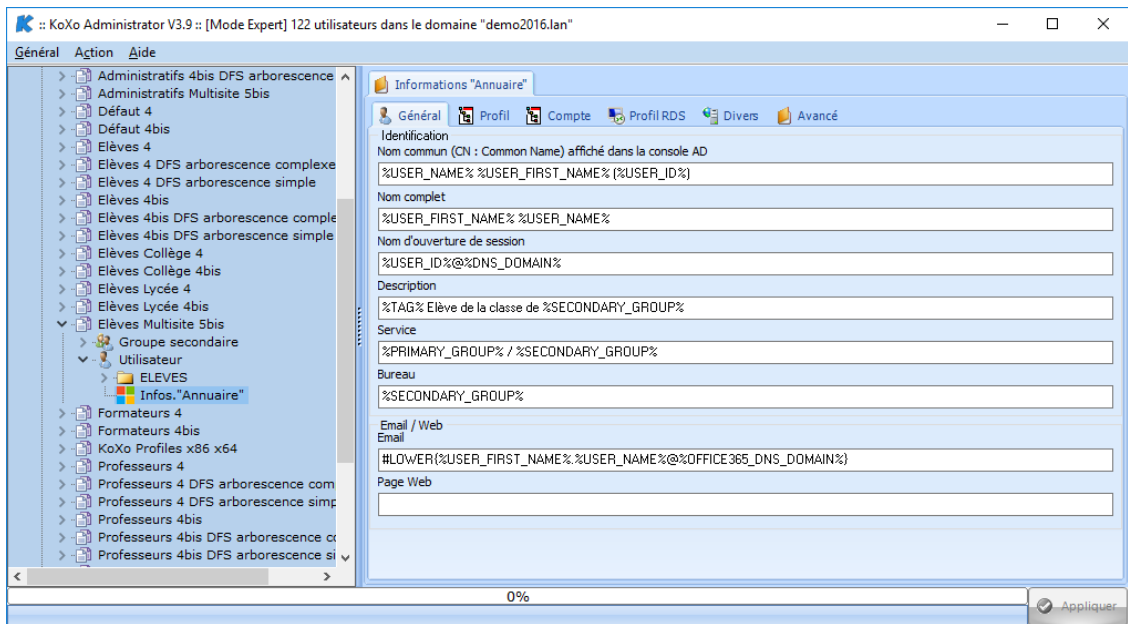 :: KoXo Administrator V3.9 :: [Mode Expert] 122 utilisateurs dans le domaine "demo2016.lan"
Général Action Aide
Administratifs 4bis DFS arborescence
Administratifs Multisite 5bis
Défaut 4
Défaut 4bis
Elèves 4
Elèves 4 DFS arborescence complexe
Elèves 4 DFS arborescence simple
Elèves 4bis
Elèves 4bis DFS arborescence comple
Elèves 4bis DFS arborescence simple
Elèves Collège 4
Elèves Collège 4bis
Elèves Lycée 4
Elèves Lycée 4bis
Elèves Multisite 5bis
Groupe secondaire
Utilisateur
ELEVES
Infos."Annuaire"
Formateurs 4
Formateurs 4bis
KoXo Profiles x86 x64
Professeurs 4
Professeurs 4 DFS arborescence com
Professeurs 4 DFS arborescence simp
Professeurs 4bis
Professeurs 4bis DFS arborescence co
Professeurs 4bis DFS arborescence si
Informations "Annuaire"
Général Profil Compte Profil RDS Divers Avancé
Identification
Nom commun (CN : Common Name) affiché dans la console AD
%USER_NAME% %USER_FIRST_NAME% (%USER_ID%)
Nom complet
%USER_FIRST_NAME% %USER_NAME%
Nom d'ouverture de session
%USER_ID%@%DNS_DOMAIN%
Description
%TAG% Elève de la classe de %SECONDARY_GROUP%
Service
%PRIMARY_GROUP% / %SECONDARY_GROUP%
Bureau
%SECONDARY_GROUP%
Email / Web
Email
#LOWER{%USER_FIRST_NAME%.%USER_NAME%@%OFFICE365_DNS_DOMAIN%}
Page Web
0%
Appliquer